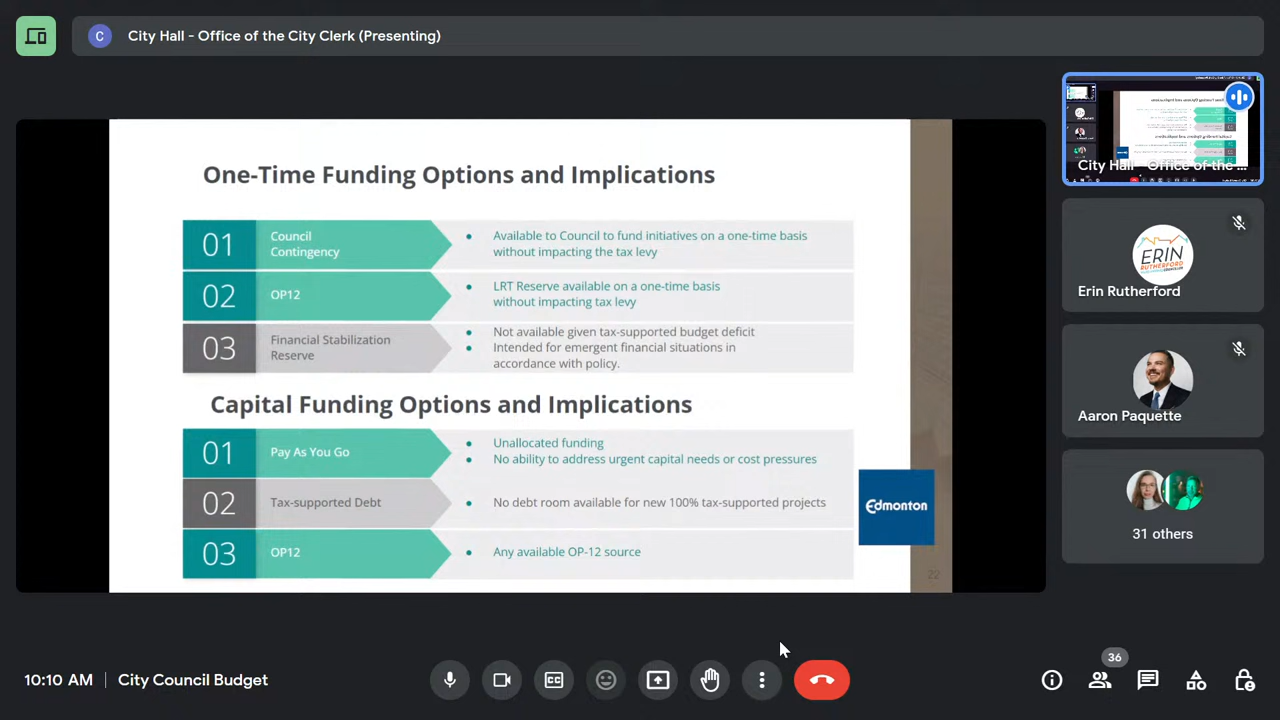 C
City Hall - Office of the City Clerk (Presenting)
One-Time Funding Options and Implications
01
Council
Contingency
Available to Council to fund initiatives on a one-time basis
without impacting the tax levy
02
OP12
LRT Reserve available on a one-time basis
without impacting tax levy
03
Financial Stabilization
Reserve
Not available given tax-supported budget deficit
Intended for emergent financial situations in
accordance with policy.
Capital Funding Options and Implications
01
Pay As You Go
Unallocated funding
No ability to address urgent capital needs or cost pressures
02
Tax-supported Debt
No debt room available for new 100% tax-supported projects
03
OP12
Any available OP-12 source
Edmonton
22
City Hall - Office of the ...
ERIN
RUTHERFORD
Erin Rutherford
Aaron Paquette
31 others
10:10 AM
City Council Budget
36